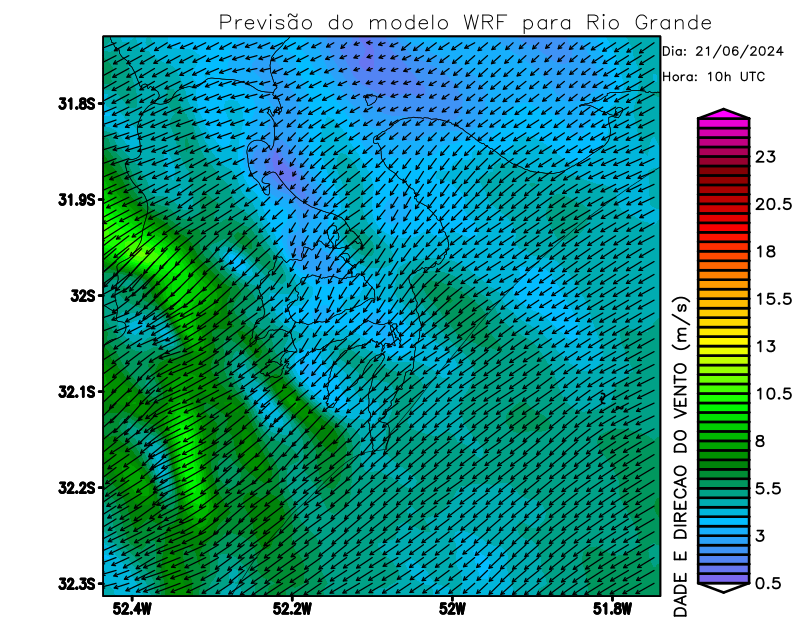 Previsão do modelo WRF para Rio Grande
Dia: 21/06/2024
Hora: 10h UTC
31.8S
31.9S
32S
32.1S
32.2S
32.3S
52.4W
52.2W
52W
51.8W
23
20.5
18
15.5
13
10.5
8
5.5
3
0.5
DADE E DIRECAO DO VENTO (m/s)